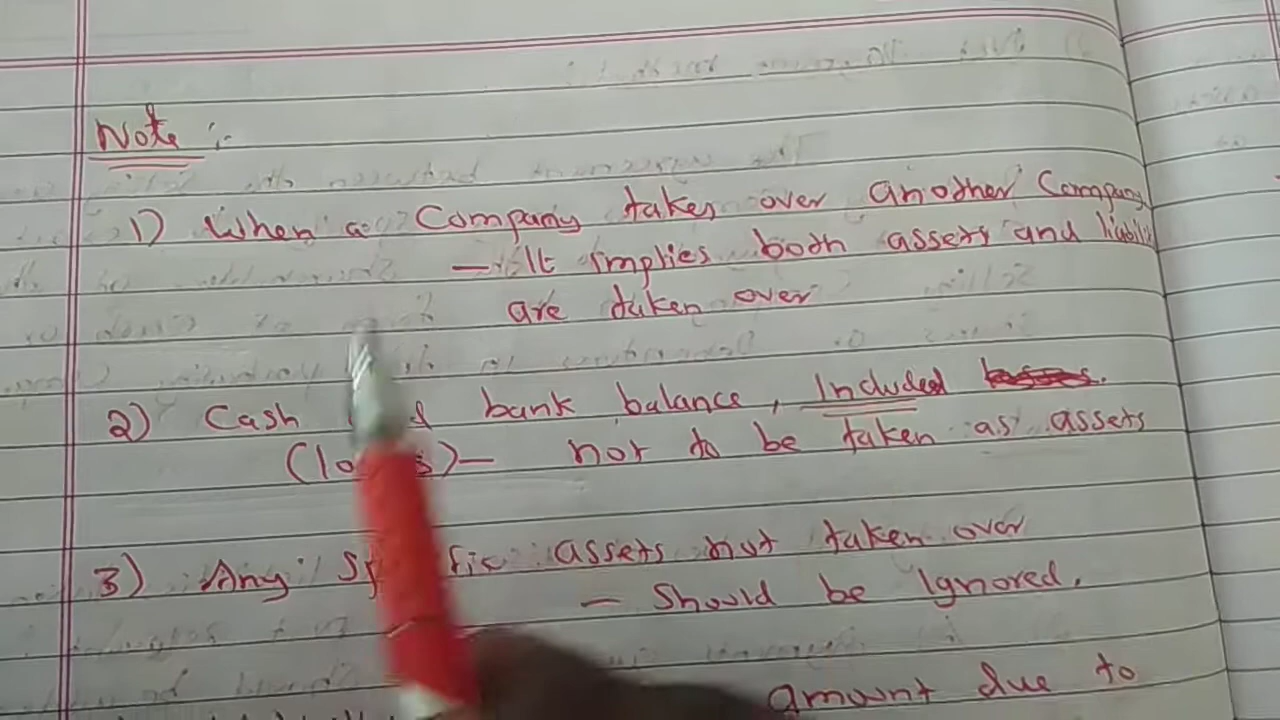 Note :-
1) When a Company takes over another Company
— It implies both assets and
are taken over
2) Cash bank balance, Included
— not to be taken as assets
3) Any assets not taken over
— Should be Ignored.
amount due to